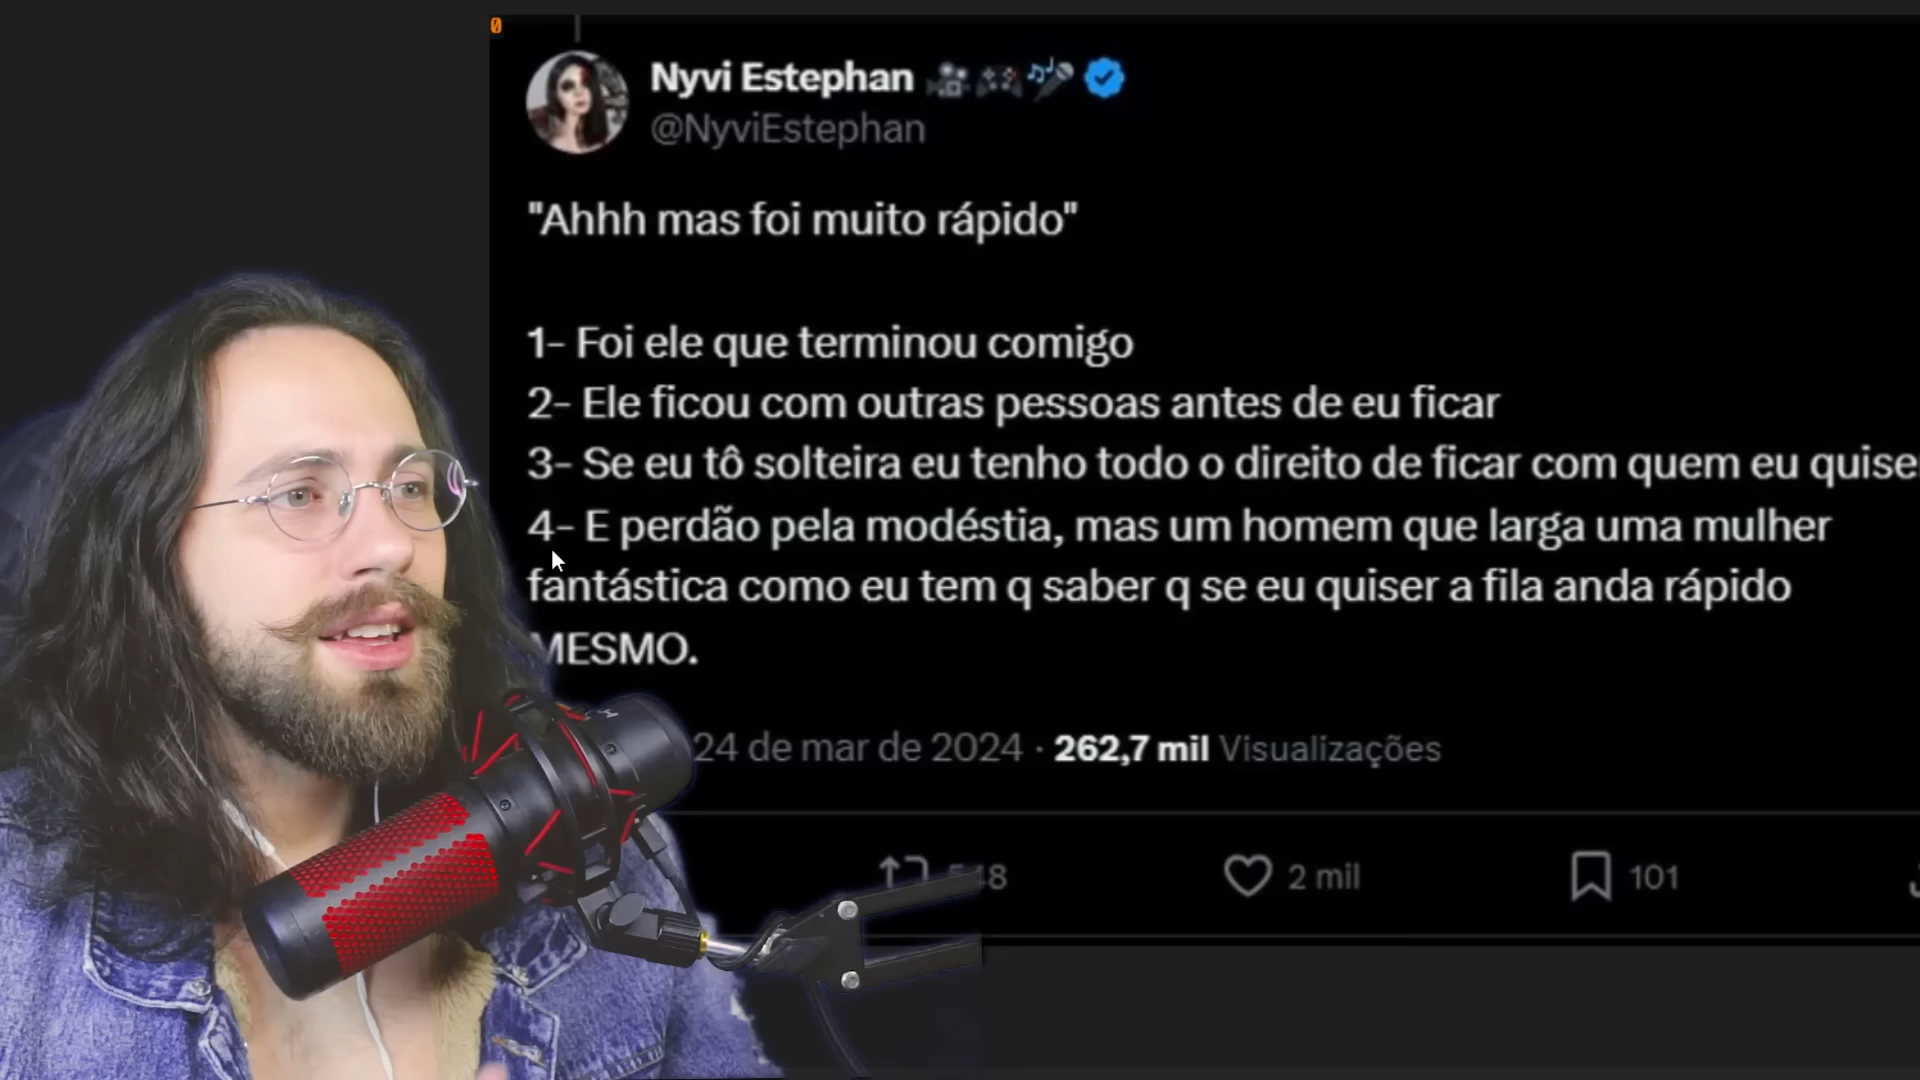 Nyvi Estephan
@NyviEstephan
"Ahhh mas foi muito rápido"
1- Foi ele que terminou comigo
2- Ele ficou com outras pessoas antes de eu ficar
3- Se eu tô solteira eu tenho todo o direito de ficar com quem eu quise
4- E perdão pela modéstia, mas um homem que larga uma mulher
fantástica como eu tem q saber q se eu quiser a fila anda rápido
MESMO.
24 de mar de 2024 · 262,7 mil Visualizações
2 mil 101